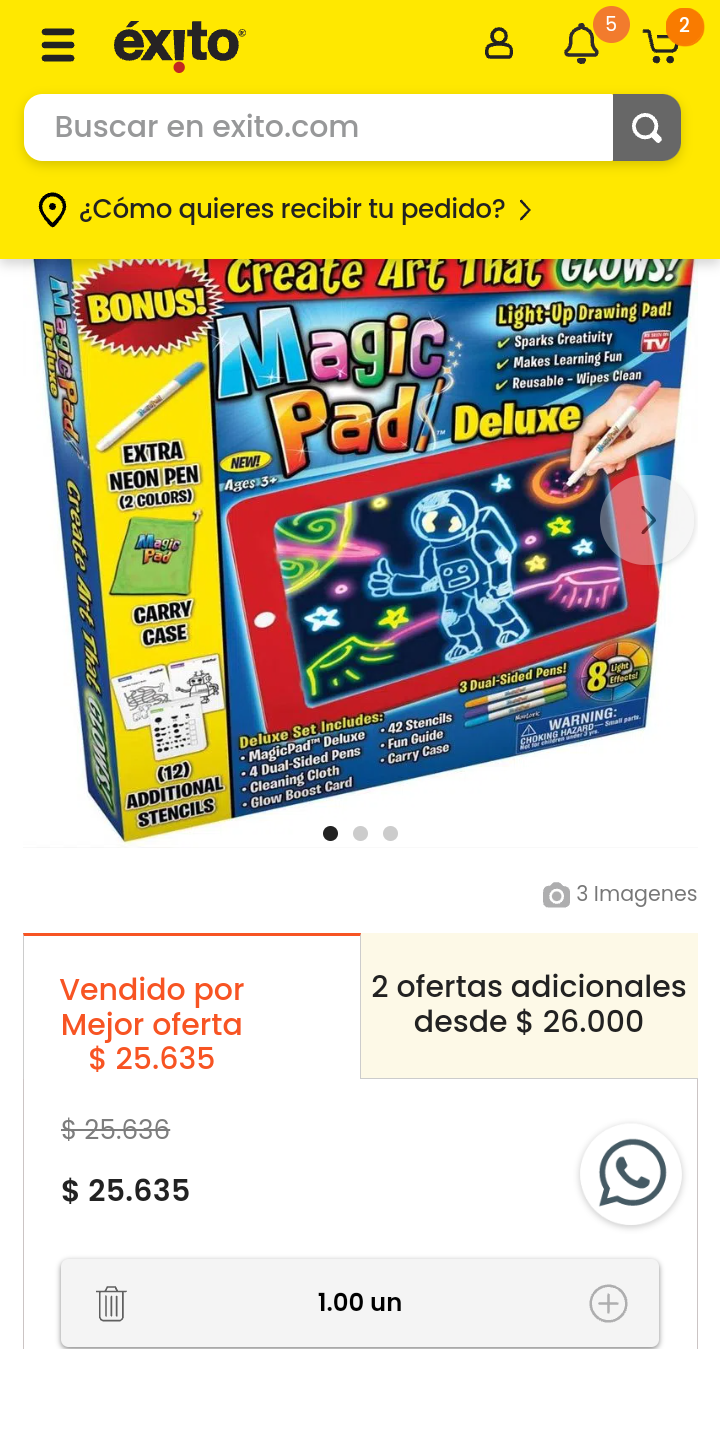 éxito®
5
2
Buscar en exito.com
¿Cómo quieres recibir tu pedido?
Create Art That GLOWS!
BONUS!
Light-Up Drawing Pad!
✓ Sparks Creativity
✓ Makes Learning Fun
✓ Reusable - Wipes Clean
TV
Magic
Pad
™
Deluxe
MagicPad
Deluxe
Create Art That GLOWS!
EXTRA
NEON PEN
(2 COLORS)
NEW!
Ages 3+
Magic
Pad
CARRY
CASE
(12)
ADDITIONAL
STENCILS
3 Dual-Sided Pens!
8 Light
Effects!
Deluxe Set Includes:
• MagicPad™ Deluxe
• 4 Dual-Sided Pens
• Cleaning Cloth
• Glow Boost Card
• 42 Stencils
• Fun Guide
• Carry Case
WARNING:
CHOKING HAZARD—Small parts.
Not for children under 3 yrs.
3 Imagenes
Vendido por
Mejor oferta
$ 25.635
2 ofertas adicionales
desde $ 26.000
$ 25.636
$ 25.635
1.00 un